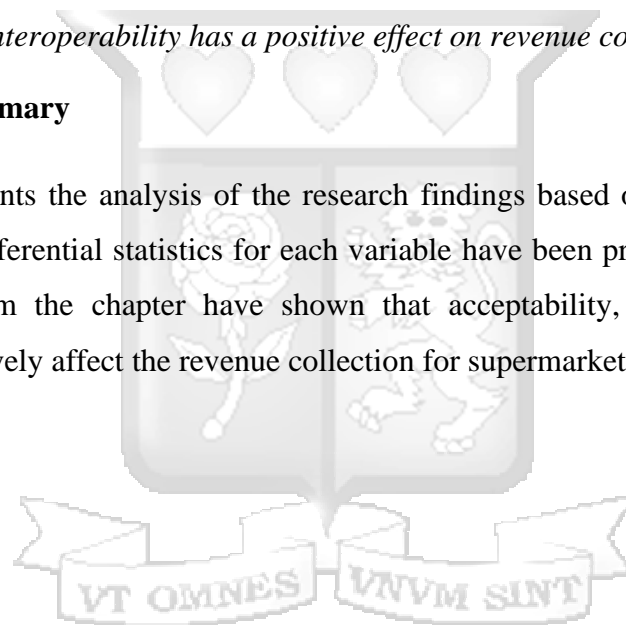 nteroperability has a positive effect on revenue co
mary
nts the analysis of the research findings based o
ferential statistics for each variable have been pr
m the chapter have shown that acceptability,
vely affect the revenue collection for supermarket
VT OMNES VNVM SINT